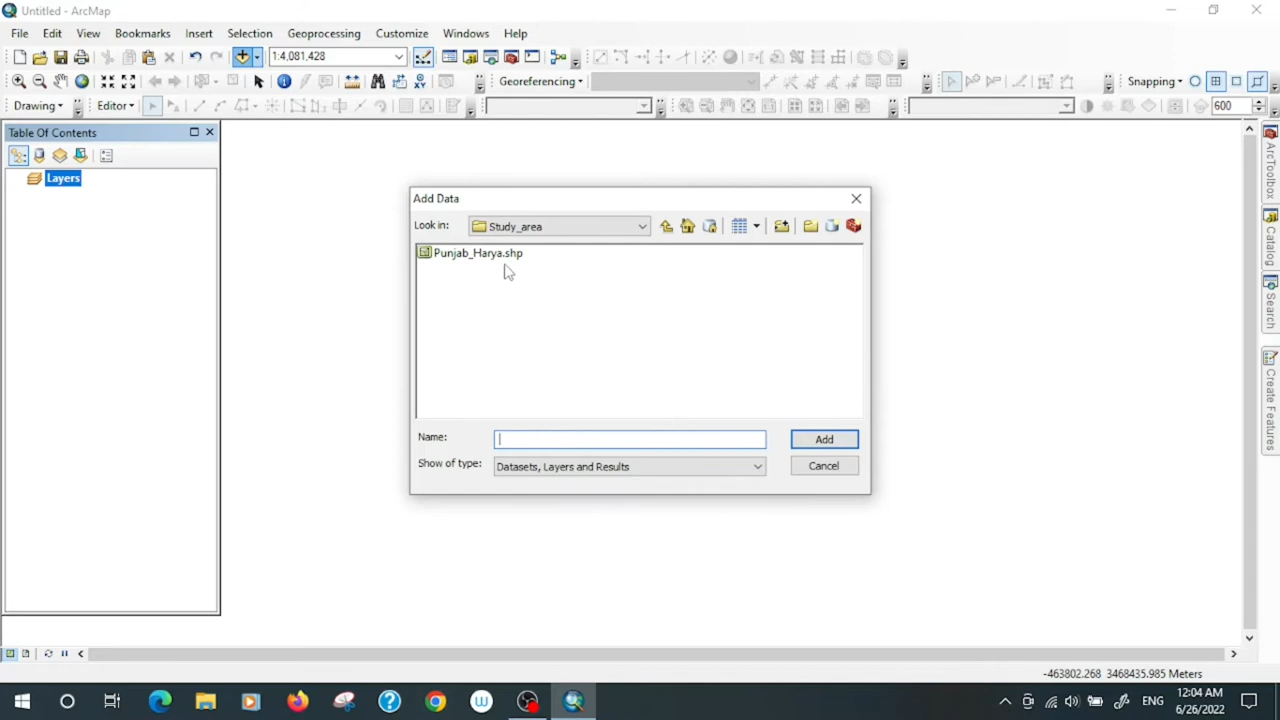 Untitled - ArcMap
File Edit View Bookmarks Insert Selection Geoprocessing Customize Windows Help
1:4,081,428
Georeferencing Snapping
Drawing Editor 600
Table Of Contents
Layers
Add Data
Look in: Study_area
Punjab_Harya.shp
Name: Add
Show of type: Datasets, Layers and Results Cancel
ArcToolbox
Catalog
Search
Create Features
-463802.268 3468435.985 Meters
ENG 12:04 AM
6/26/2022